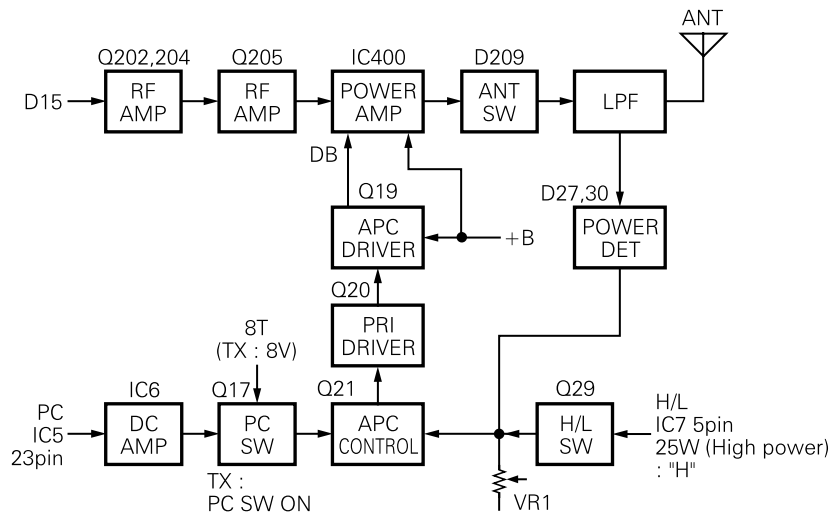 ANT
Q202,204
Q205
IC400
D209
D15
RF
AMP
RF
AMP
POWER
AMP
ANT
SW
LPF
DB
Q19
D27,30
APC
DRIVER
+B
POWER
DET
Q20
8T
(TX : 8V)
PRI
DRIVER
IC6
Q17
Q21
Q29
PC
IC5
23pin
DC
AMP
PC
SW
APC
CONTROL
H/L
SW
H/L
IC7 5pin
25W (High power)
: "H"
TX :
PC SW ON
VR1